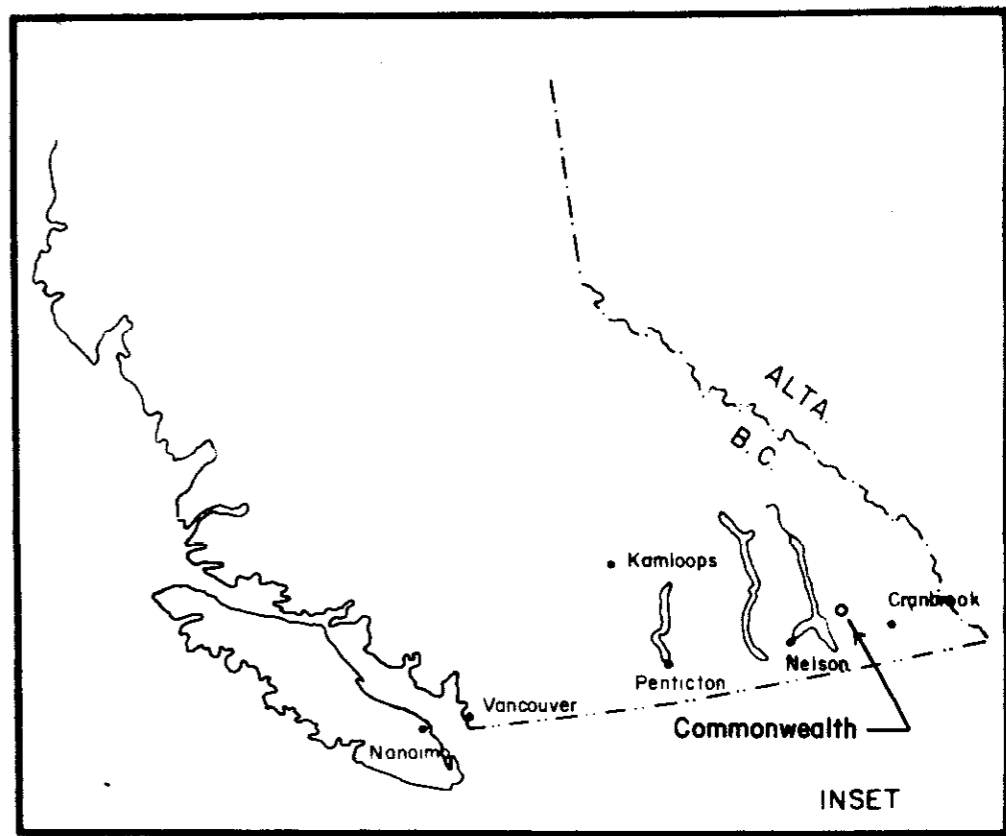 ALTA.
B.C.
Kamloops
Cranbrook
Nelson
Penticton
Vancouver
Commonwealth
Nanaimo
INSET